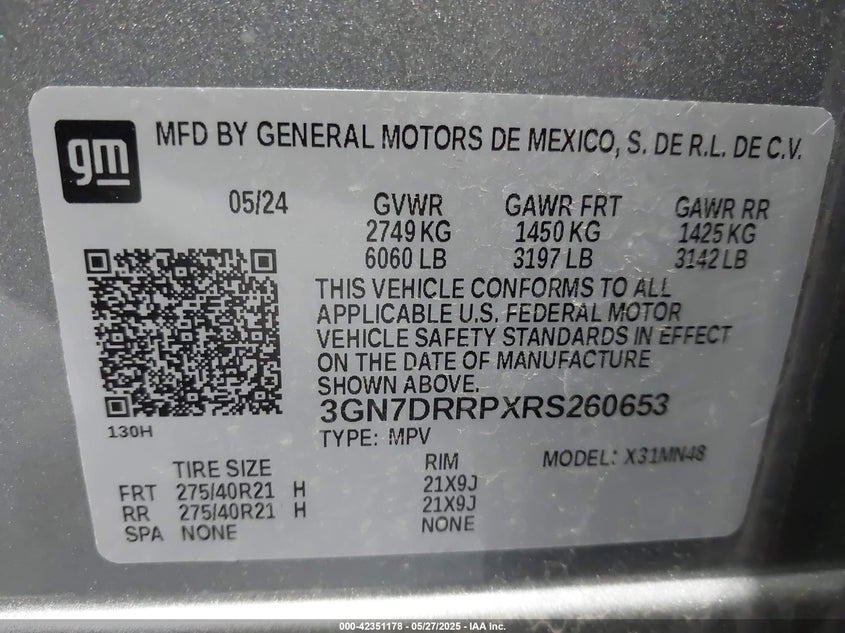 gm
MFD BY GENERAL MOTORS DE MEXICO, S. DE R.L. DE C.V.
05/24 GVWR GAWR FRT GAWR RR
2749 KG 1450 KG 1425 KG
6060 LB 3197 LB 3142 LB
THIS VEHICLE CONFORMS TO ALL
APPLICABLE U.S. FEDERAL MOTOR
VEHICLE SAFETY STANDARDS IN EFFECT
ON THE DATE OF MANUFACTURE
SHOWN ABOVE.
3GN7DRRPXRS260653
130H
TYPE: MPV
MODEL: X31MN48
TIRE SIZE RIM
FRT 275/40R21 H 21X9J
RR 275/40R21 H 21X9J
SPA NONE NONE
000-42351178 - 05/27/2025 - IAA Inc.